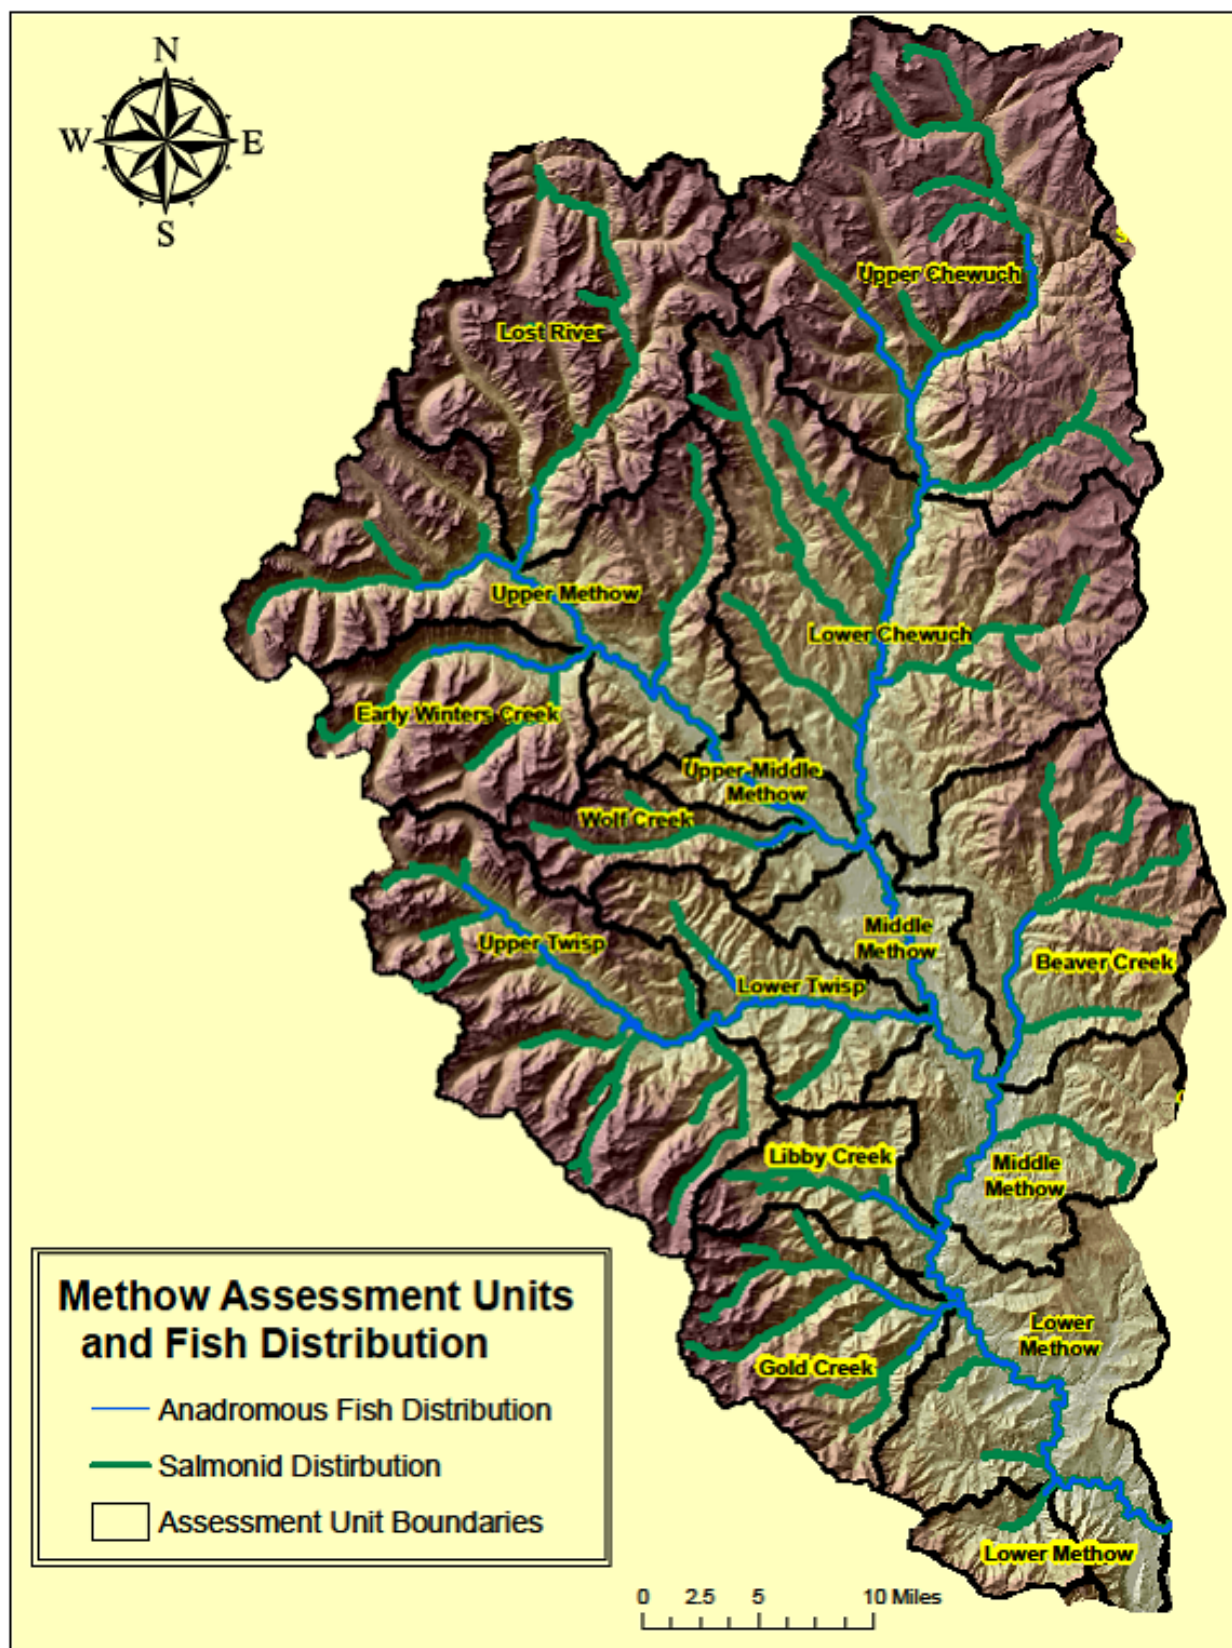 N
W E
S
Upper Chewuch
Lost River
Upper Methow
Lower Chewuch
Early Winters Creek
Upper-Middle
Methow
Wolf Creek
Middle
Methow
Upper Twisp
Beaver Creek
Lower Twisp
Libby Creek
Middle
Methow
Lower
Methow
Gold Creek
Lower Methow
Methow Assessment Units
and Fish Distribution
Anadromous Fish Distribution
Salmonid Distirbution
Assessment Unit Boundaries
0 2.5 5 10 Miles